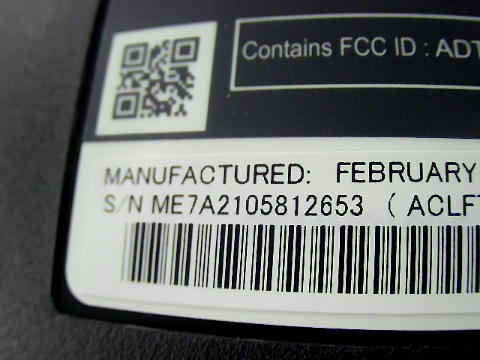 Contains FCC ID : ADT
MANUFACTURED: FEBRUARY
S/N ME7A2105812653 ( ACLFT